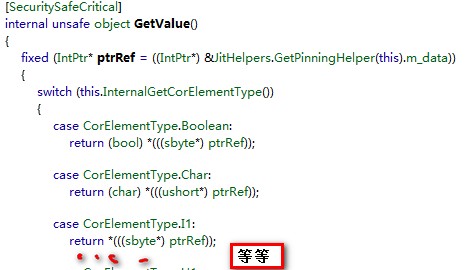 [SecuritySafeCritical]
internal unsafe object GetValue()
{
fixed (IntPtr* ptrRef = ((IntPtr*) &JitHelpers.GetPinningHelper(this).m_data))
{
switch (this.InternalGetCorElementType())
{
case CorElementType.Boolean:
return (bool) *(((sbyte*) ptrRef));
case CorElementType.Char:
return (char) *(((ushort*) ptrRef));
case CorElementType.I1:
return *(((sbyte*) ptrRef));
等等